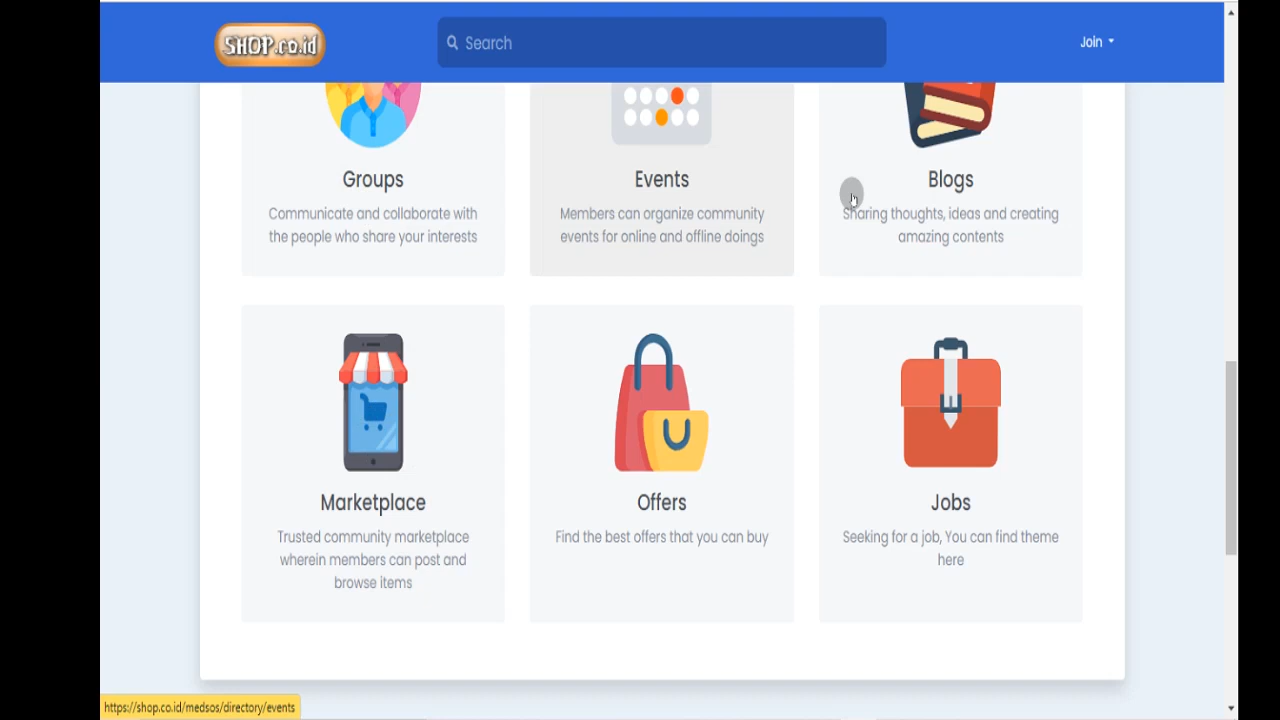 SHOP.co.id
Search
Join
Groups
Communicate and collaborate with
the people who share your interests
Events
Members can organize community
events for online and offline doings
Blogs
Sharing thoughts, ideas and creating
amazing contents
Marketplace
Trusted community marketplace
wherein members can post and
browse items
Offers
Find the best offers that you can buy
Jobs
Seeking for a job, You can find theme
here
https://shop.co.id/medsos/directory/events